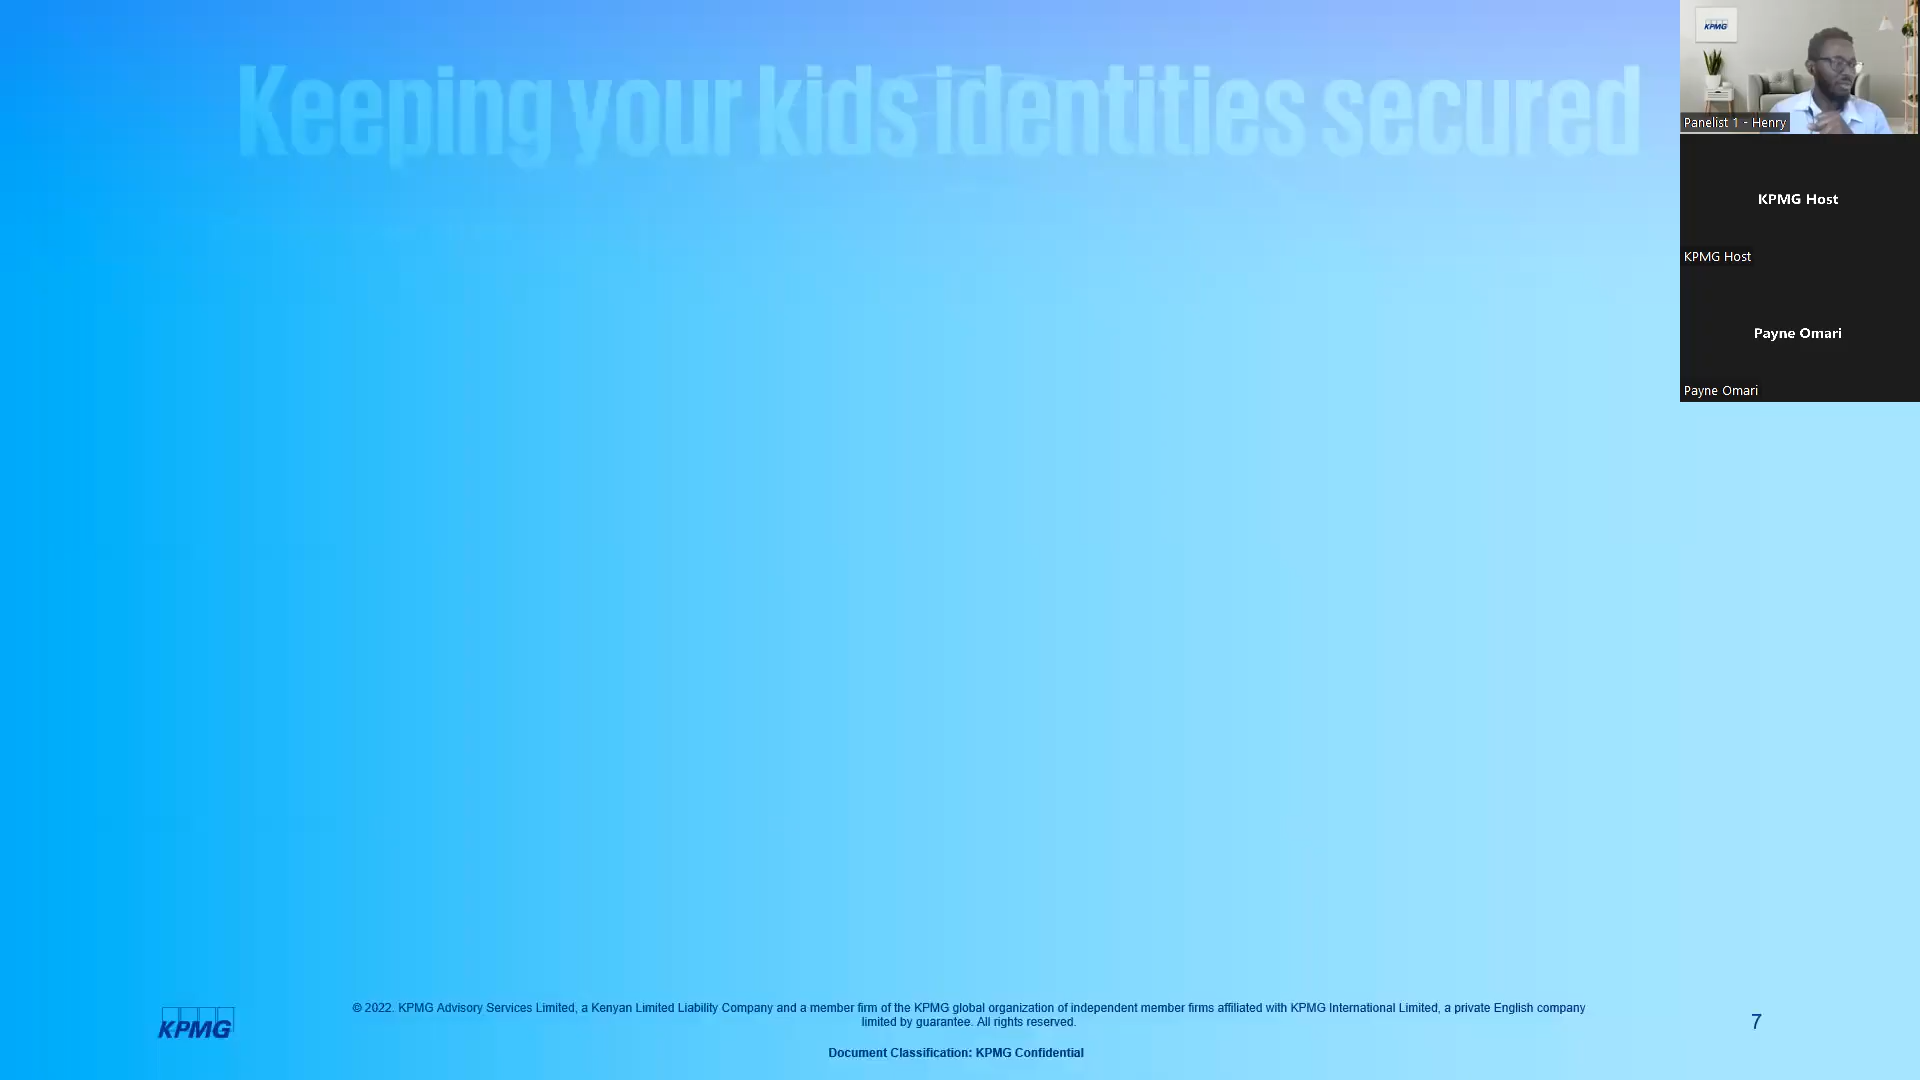 Keeping your kids identities secured
KPMG
Panelist 1 - Henry
KPMG Host
KPMG Host
Payne Omari
Payne Omari
KPMG
© 2022. KPMG Advisory Services Limited, a Kenyan Limited Liability Company and a member firm of the KPMG global organization of independent member firms affiliated with KPMG International Limited, a private English company
limited by guarantee. All rights reserved.
7
Document Classification: KPMG Confidential